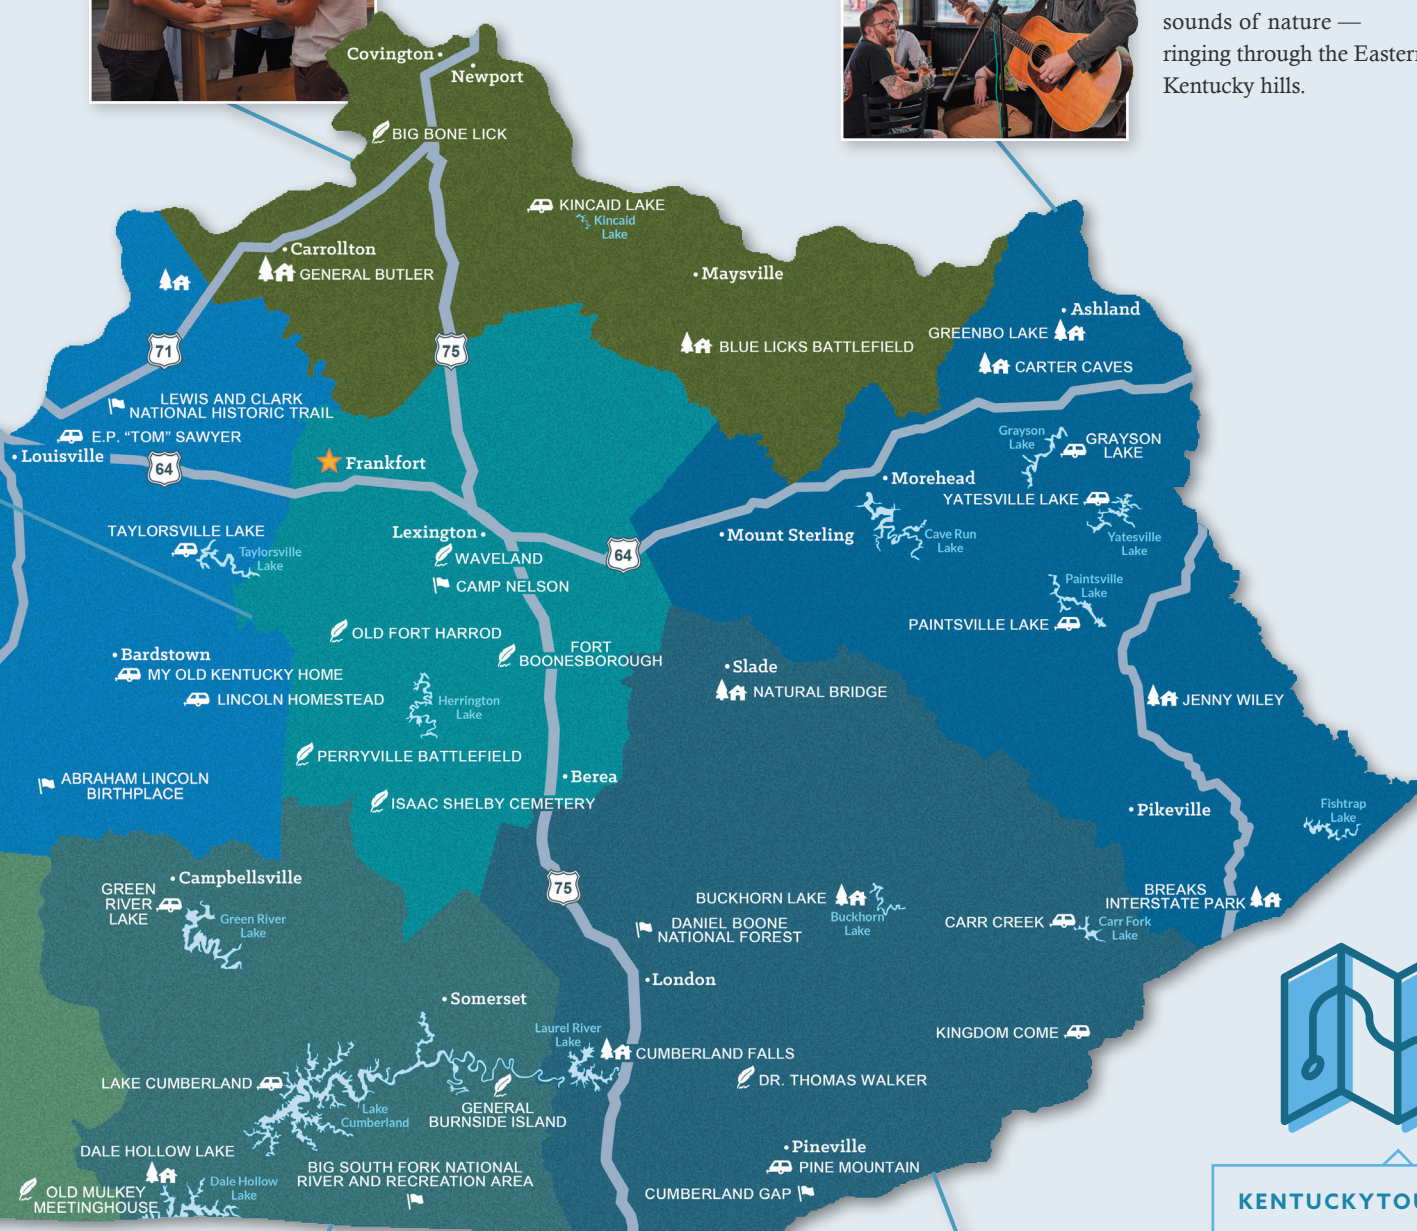 sounds of nature —
ringing through the Eastern
Kentucky hills.
Covington
Newport
BIG BONE LICK
KINCAID LAKE
Kincaid
Lake
Carrollton
GENERAL BUTLER
Maysville
Ashland
GREENBO LAKE
BLUE LICKS BATTLEFIELD
CARTER CAVES
71
75
LEWIS AND CLARK
NATIONAL HISTORIC TRAIL
E.P. “TOM” SAWYER
Louisville
64
Frankfort
Grayson
Lake
GRAYSON
LAKE
Morehead
YATESVILLE LAKE
Yatesville
Lake
TAYLORSVILLE LAKE
Taylorsville
Lake
Lexington
WAVELAND
CAMP NELSON
64
Mount Sterling
Cave Run
Lake
Paintsville
Lake
PAINTSVILLE LAKE
OLD FORT HARROD
FORT
BOONESBOROUGH
Bardstown
MY OLD KENTUCKY HOME
LINCOLN HOMESTEAD
Herrington
Lake
Slade
NATURAL BRIDGE
JENNY WILEY
PERRYVILLE BATTLEFIELD
Berea
ABRAHAM LINCOLN
BIRTHPLACE
ISAAC SHELBY CEMETERY
Pikeville
Fishtrap
Lake
Campbellsville
GREEN
RIVER
LAKE
Green River
Lake
75
BUCKHORN LAKE
Buckhorn
Lake
DANIEL BOONE
NATIONAL FOREST
CARR CREEK
Carr Fork
Lake
BREAKS
INTERSTATE PARK
London
Somerset
Laurel River
Lake
CUMBERLAND FALLS
KINGDOM COME
DR. THOMAS WALKER
LAKE CUMBERLAND
Lake
Cumberland
GENERAL
BURNSIDE ISLAND
DALE HOLLOW LAKE
Dale Hollow
Lake
OLD MULKEY
MEETINGHOUSE
BIG SOUTH FORK NATIONAL
RIVER AND RECREATION AREA
Pineville
PINE MOUNTAIN
CUMBERLAND GAP
KENTUCKYTOU